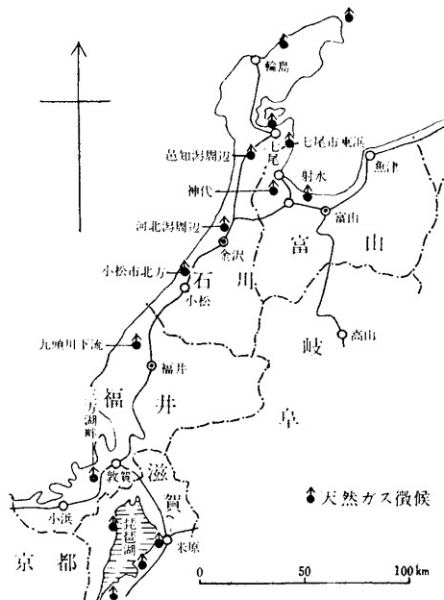 輪島
七尾
邑知潟周辺
七尾市東浜
魚津
射水
神代
富山
河北潟周辺
金沢
富山
石川
小松市北方
小松
高山
岐阜
九頭川下流
福井
福井
三方湖畔
敦賀
滋賀
天然ガス徴候
小浜
琵琶湖
米原
京都
0 50 100km